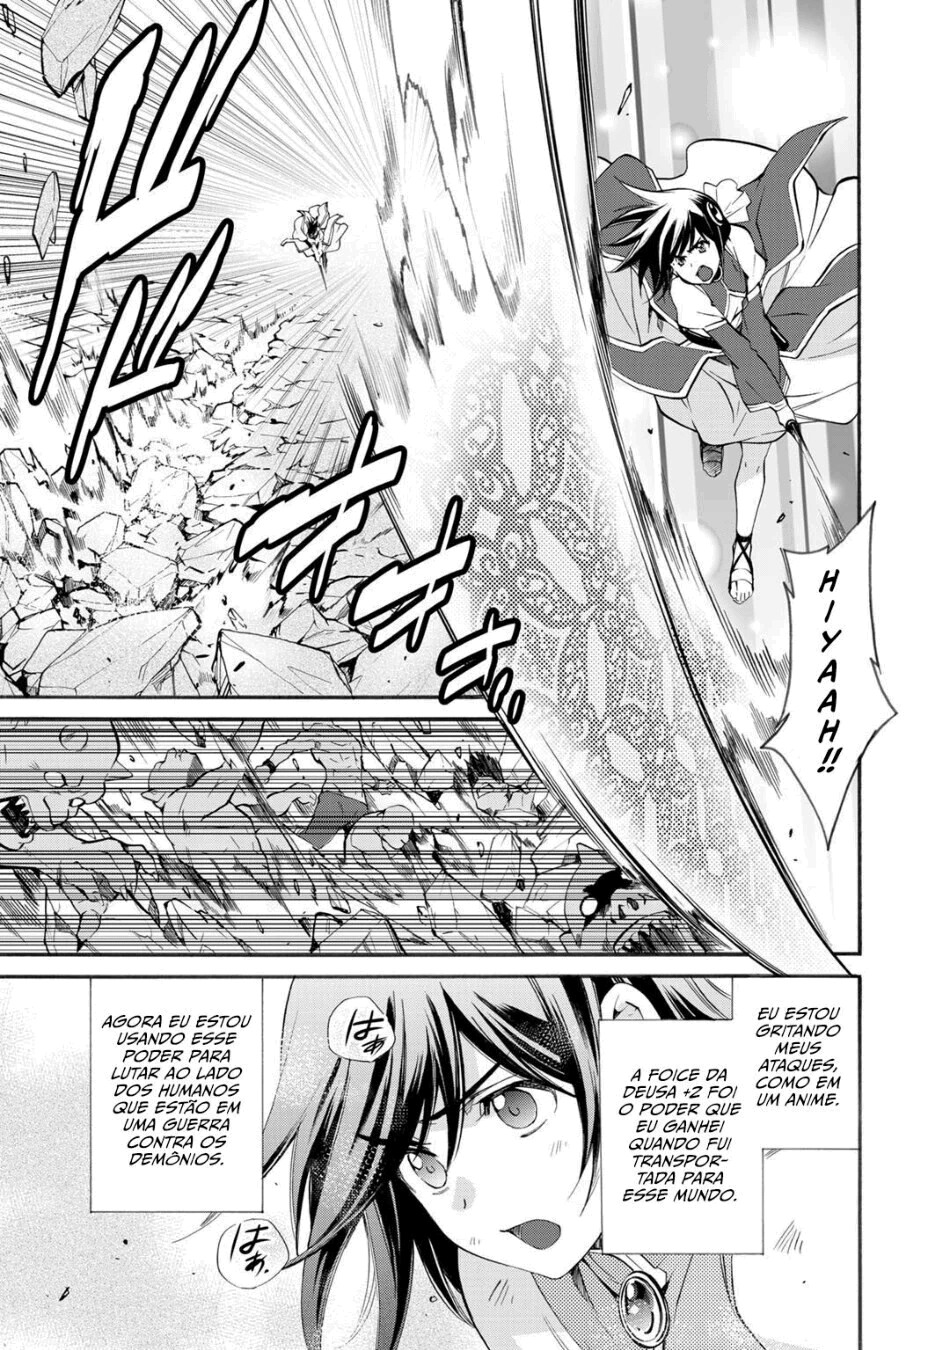 HIYAAH!!
ドドドド
オオオオ
EU ESTOU
GRITANDO
MEUS
ATAQUES,
COMO EM
UM ANIME.
A FOICE DA
DEUSA +2 FOI
O PODER QUE
EU GANHEI
QUANDO FUI
TRANSPOR-
TADA PARA
ESSE MUNDO.
はぁ
はぁ.
AGORA EU ESTOU
USANDO ESSE
PODER PARA
LUTAR AO LADO
DOS HUMANOS
QUE ESTÃO EM
UMA GUERRA
CONTRA OS
DEMÔNIOS.